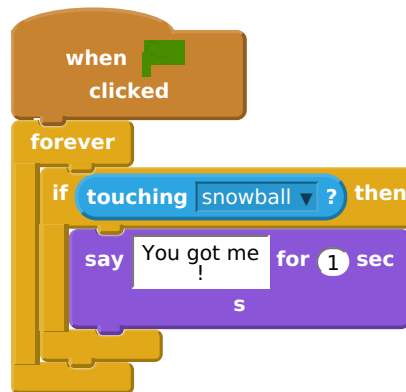 when
clicked
forever
if touching snowball ? then
say You got me ! for 1 sec
s